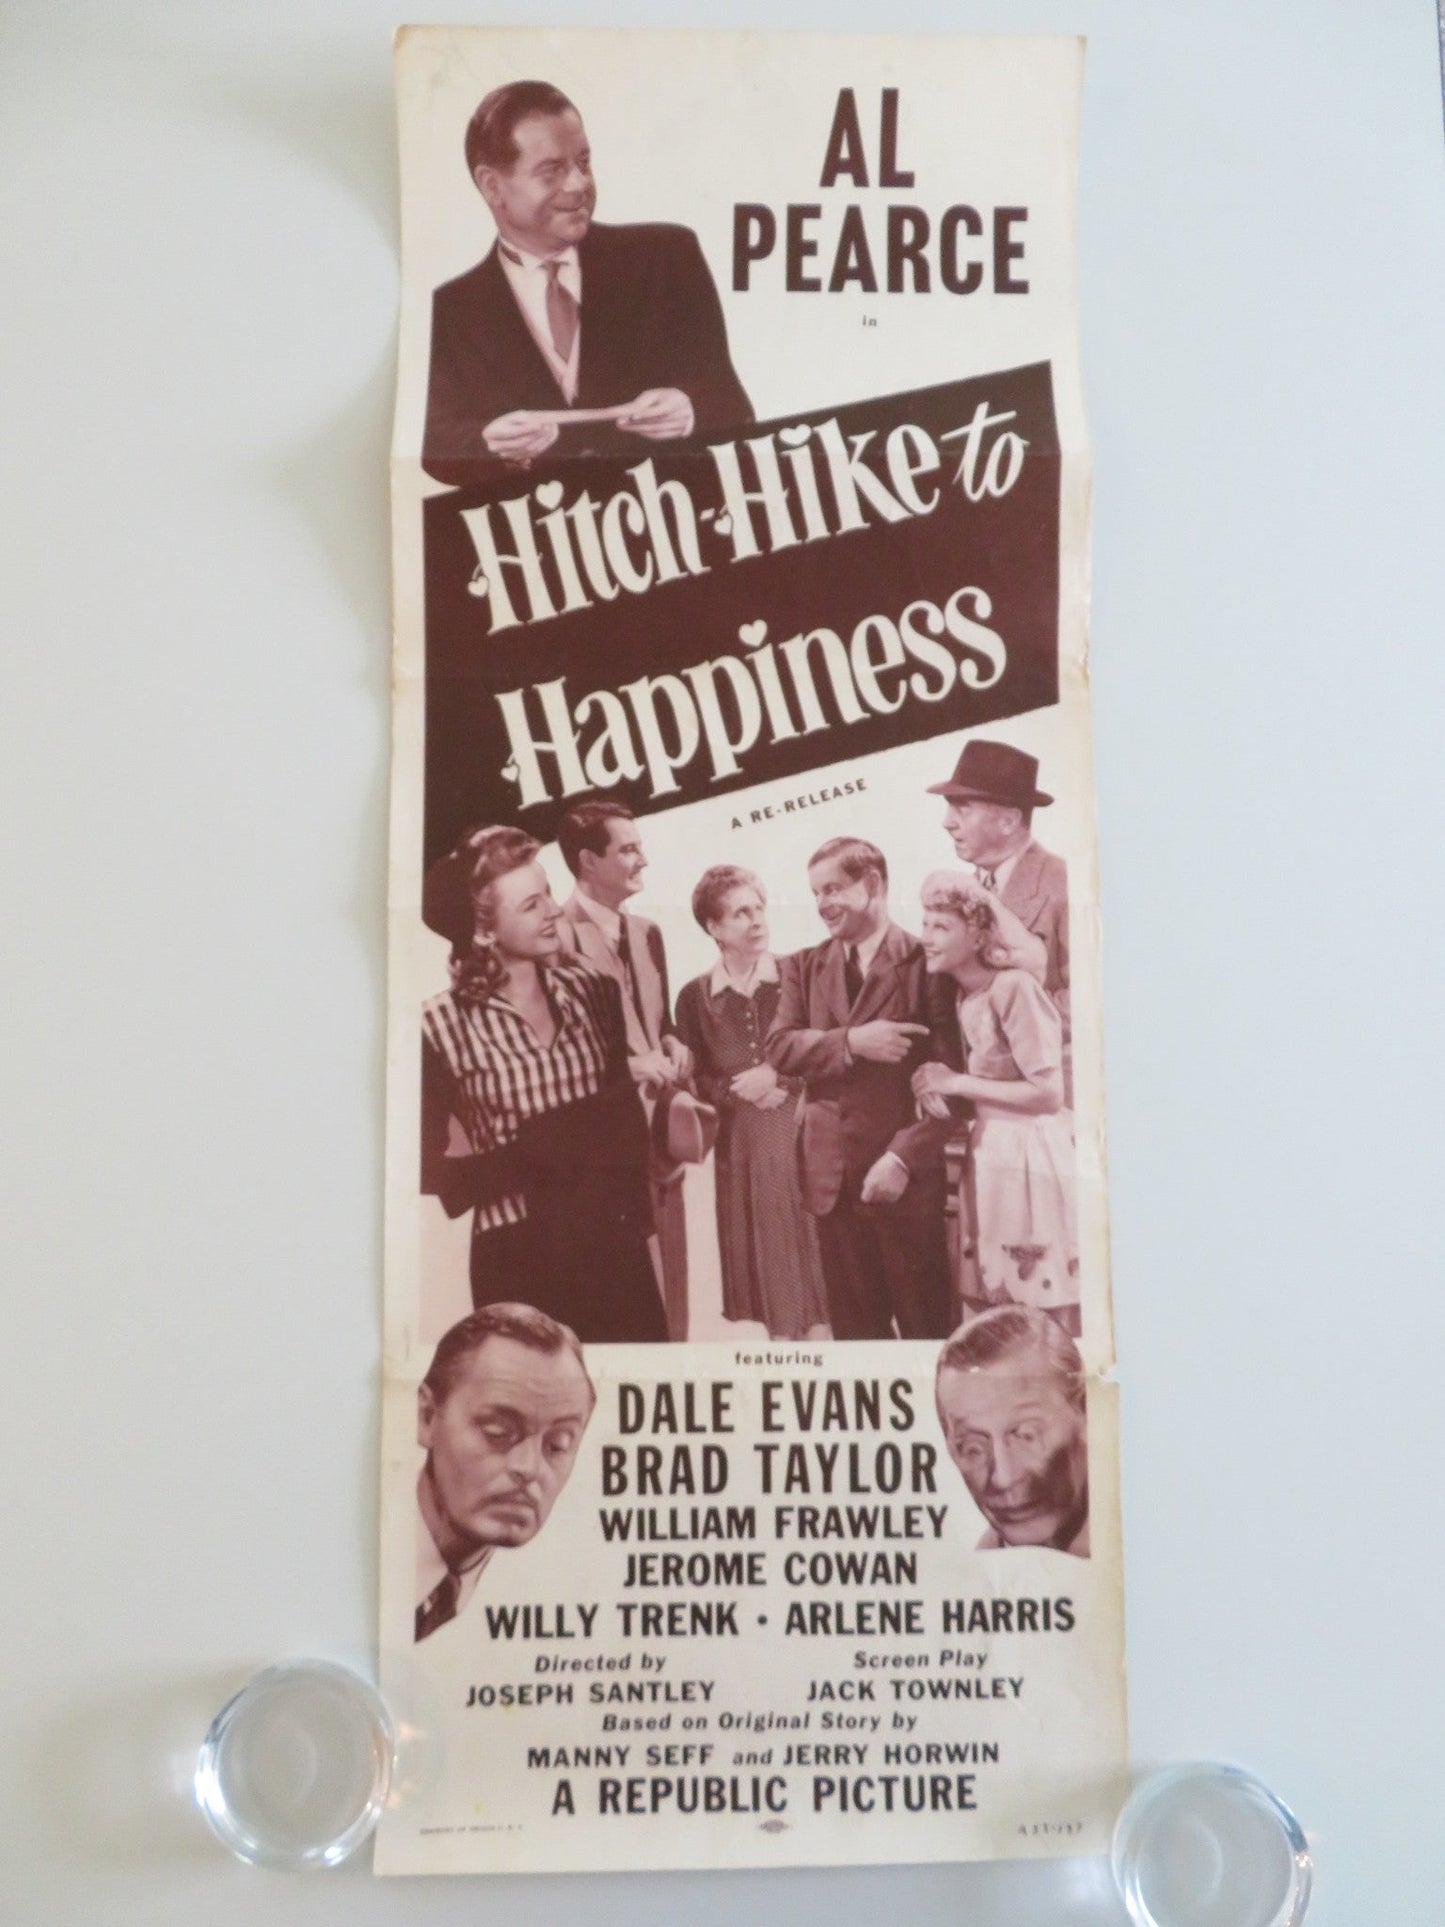 AL
PEARCE
in
Hitch-Hike to
Happiness
A RE-RELEASE
featuring
DALE EVANS
BRAD TAYLOR
WILLIAM FRAWLEY
JEROME COWAN
WILLY TRENK • ARLENE HARRIS
Directed by Screen Play
JOSEPH SANTLEY JACK TOWNLEY
Based on Original Story by
MANNY SEFF and JERRY HORWIN
A REPUBLIC PICTURE